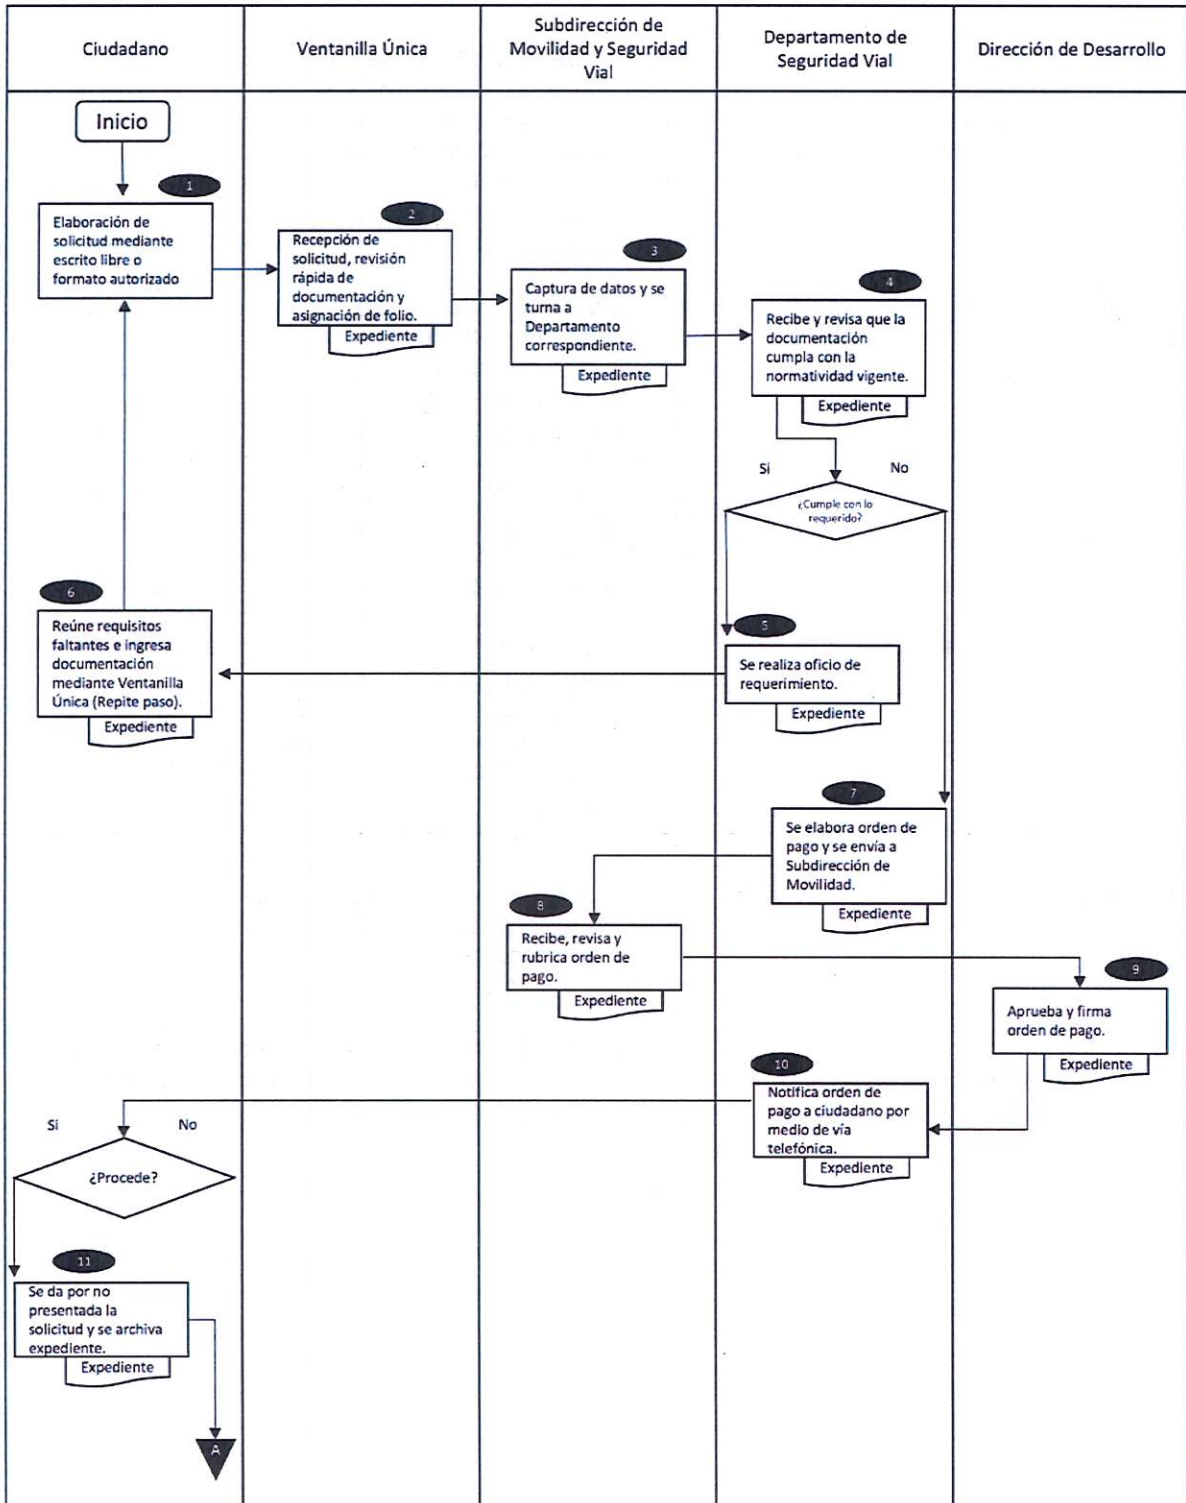 Ciudadano
Ventanilla Única
Subdirección de
Movilidad y Seguridad
Vial
Departamento de
Seguridad Vial
Dirección de Desarrollo
Inicio
1
Elaboración de
solicitud mediante
escrito libre o
formato autorizado
2
Recepción de
solicitud, revisión
rápida de
documentación y
asignación de folio.
Expediente
3
Captura de datos y se
turna a
Departamento
correspondiente.
Expediente
4
Recibe y revisa que la
documentación
cumpla con la
normatividad vigente.
Expediente
Si
No
¿Cumple con lo
requerido?
5
Se realiza oficio de
requerimiento.
Expediente
6
Reúne requisitos
faltantes e ingresa
documentación
mediante Ventanilla
Única (Repite paso).
Expediente
7
Se elabora orden de
pago y se envía a
Subdirección de
Movilidad.
Expediente
8
Recibe, revisa y
rubrica orden de
pago.
Expediente
9
Aprueba y firma
orden de pago.
Expediente
10
Notifica orden de
pago a ciudadano por
medio de vía
telefónica.
Expediente
Si
No
¿Procede?
11
Se da por no
presentada la
solicitud y se archiva
expediente.
Expediente
A